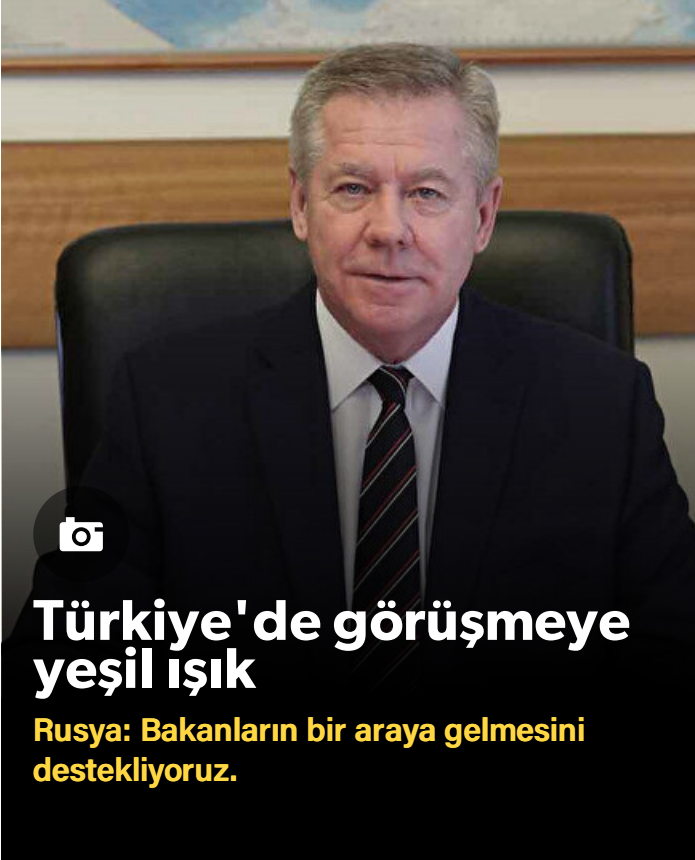 Türkiye'de görüşmeye
yeşil ışık
Rusya: Bakanların bir araya gelmesini
destekliyoruz.